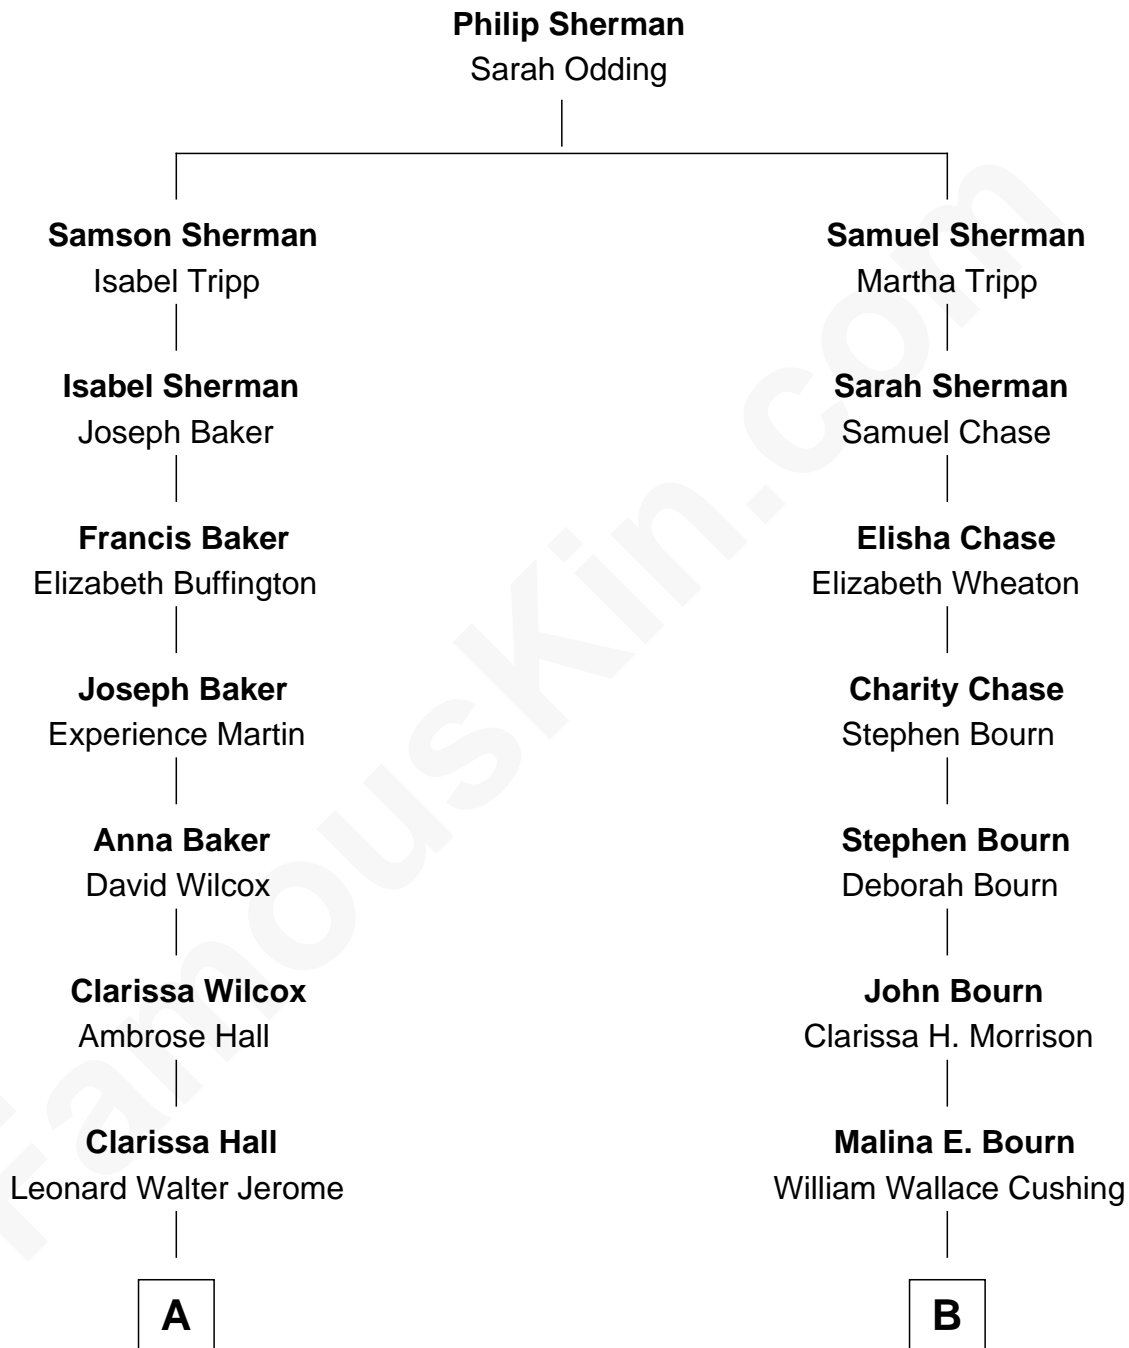 Philip Sherman
Sarah Odding
Samson Sherman
Isabel Tripp
Samuel Sherman
Martha Tripp
Isabel Sherman
Joseph Baker
Sarah Sherman
Samuel Chase
Francis Baker
Elizabeth Buffington
Elisha Chase
Elizabeth Wheaton
Joseph Baker
Experience Martin
Charity Chase
Stephen Bourn
Anna Baker
David Wilcox
Stephen Bourn
Deborah Bourn
Clarissa Wilcox
Ambrose Hall
John Bourn
Clarissa H. Morrison
Clarissa Hall
Leonard Walter Jerome
Malina E. Bourn
William Wallace Cushing
A
B
FamousKin.com